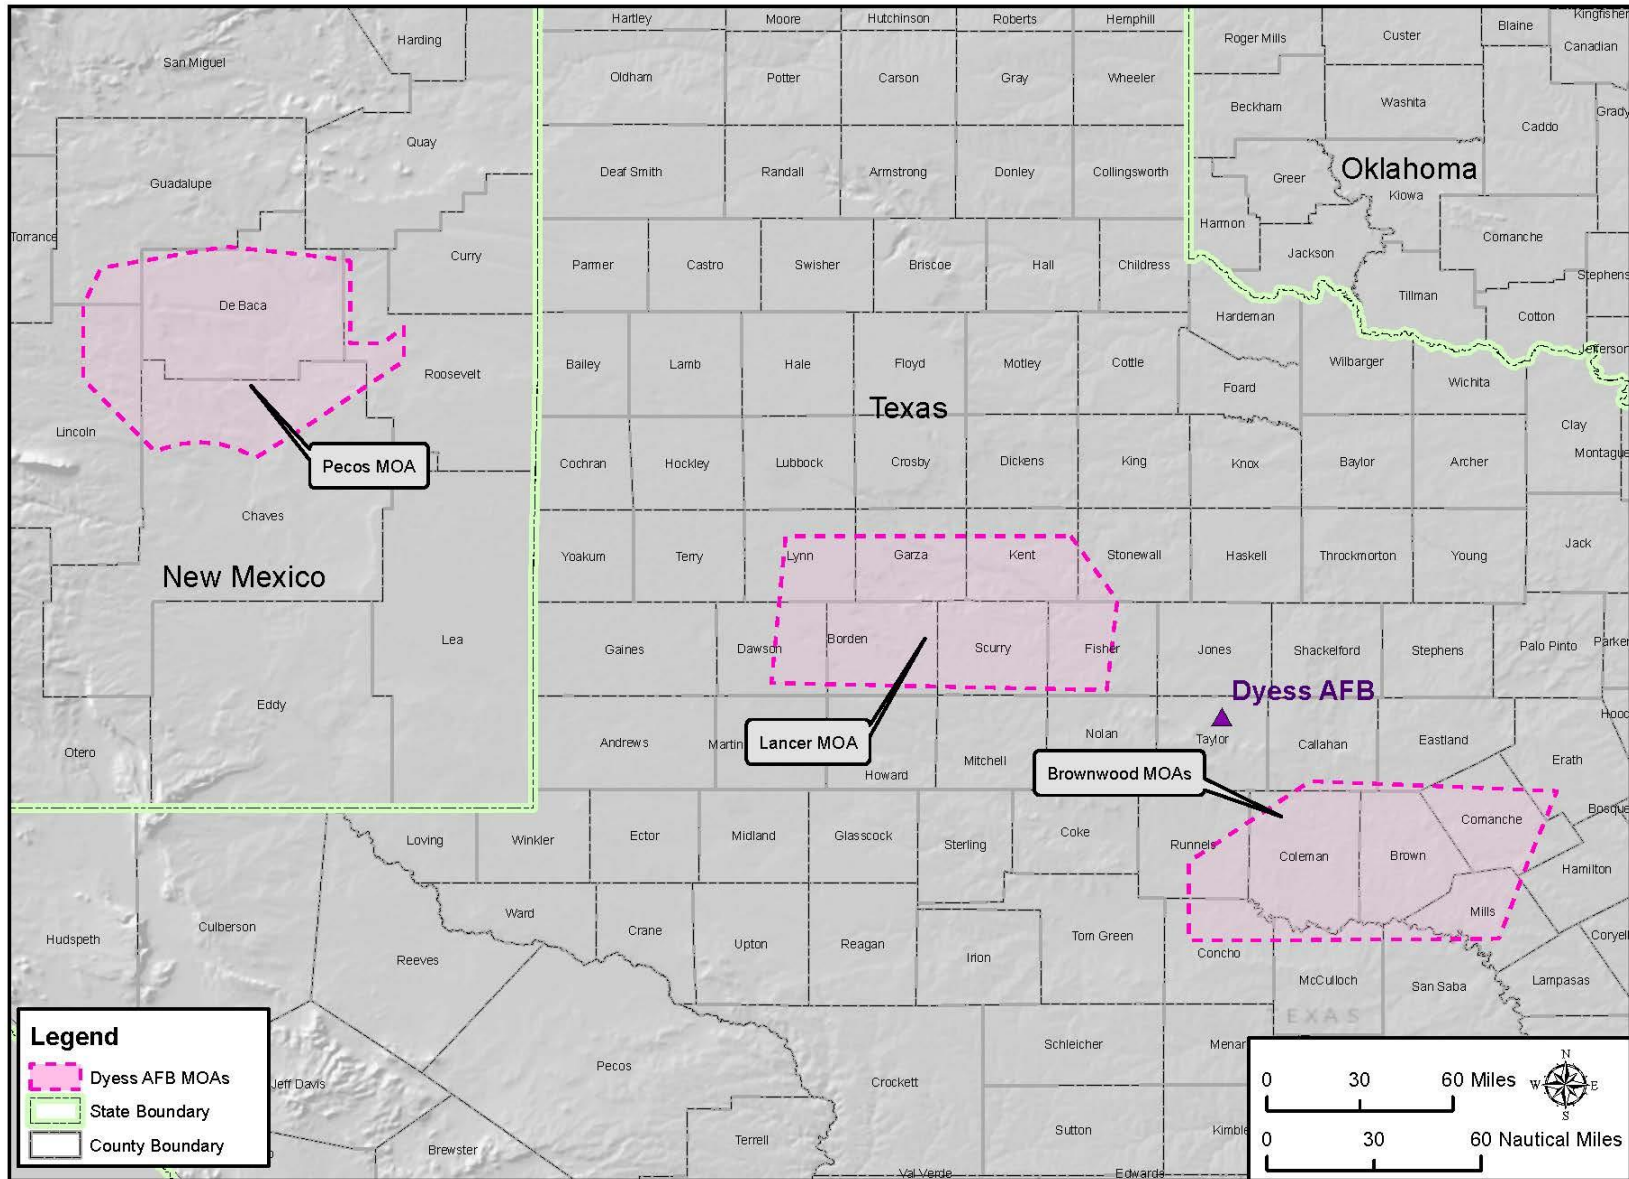 Hartley Moore Hutchinson Roberts Hemphill Kingfisher
Harding Roger Mills Custer Blaine Canadian
San Miguel Oldham Potter Carson Gray Wheeler
Beckham Washita Grady
Quay Caddo
Guadalupe Deaf Smith Randall Armstrong Donley Collingsworth Greer Oklahoma
Kiowa
Torrance Harmon Comanche
Curry Parmer Castro Swisher Briscoe Hall Childress Jackson Stephens
De Baca Tillman
Hardeman Cotton
Jefferson
Roosevelt Bailey Lamb Hale Floyd Motley Cottle Wilbarger
Foard Wichita
Texas
Lincoln Clay
Pecos MOA Cochran Hockley Lubbock Crosby Dickens King Knox Baylor Archer Montague
Chaves
Yoakum Terry Lynn Garza Kent Stonewall Haskell Throckmorton Young Jack
New Mexico
Lea Gaines Dawson Borden Scurry Fisher Jones Shackelford Stephens Palo Pinto Parker
Dyess AFB
Eddy Hood
Otero Andrews Martin Lancer MOA Nolan Taylor Callahan Eastland
Howard Mitchell Brownwood MOAs Erath
Bosque
Loving Winkler Ector Midland Glasscock Sterling Coke Runnels Comanche
Coleman Brown Hamilton
Ward Mills
Hudspeth Culberson Crane Upton Reagan Tom Green Coryell
Reeves Irion Concho
McCulloch San Saba Lampasas
EXAS
Legend
Dyess AFB MOAs
State Boundary
County Boundary
Jeff Davis Pecos Crockett Schleicher Menar
Brewster Terrell Sutton Kimble
Val Verde Edwards
0 30 60 Miles
N
W E
S
0 30 60 Nautical Miles